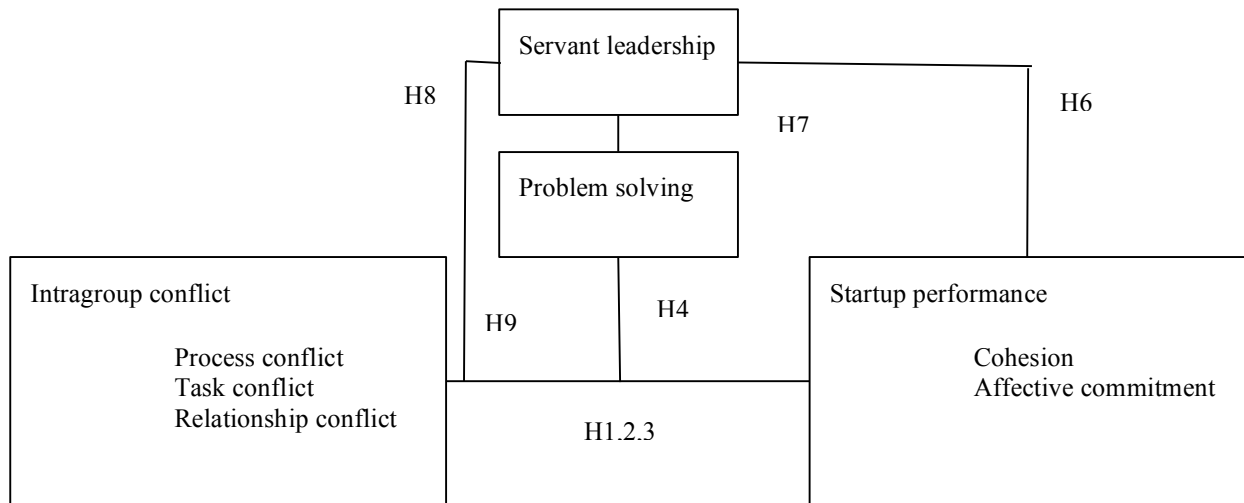 Servant leadership
H8
H6
H7
Problem solving
Intragroup conflict
Startup performance
H4
H9
Process conflict
Task conflict
Relationship conflict
Cohesion
Affective commitment
H1,2,3